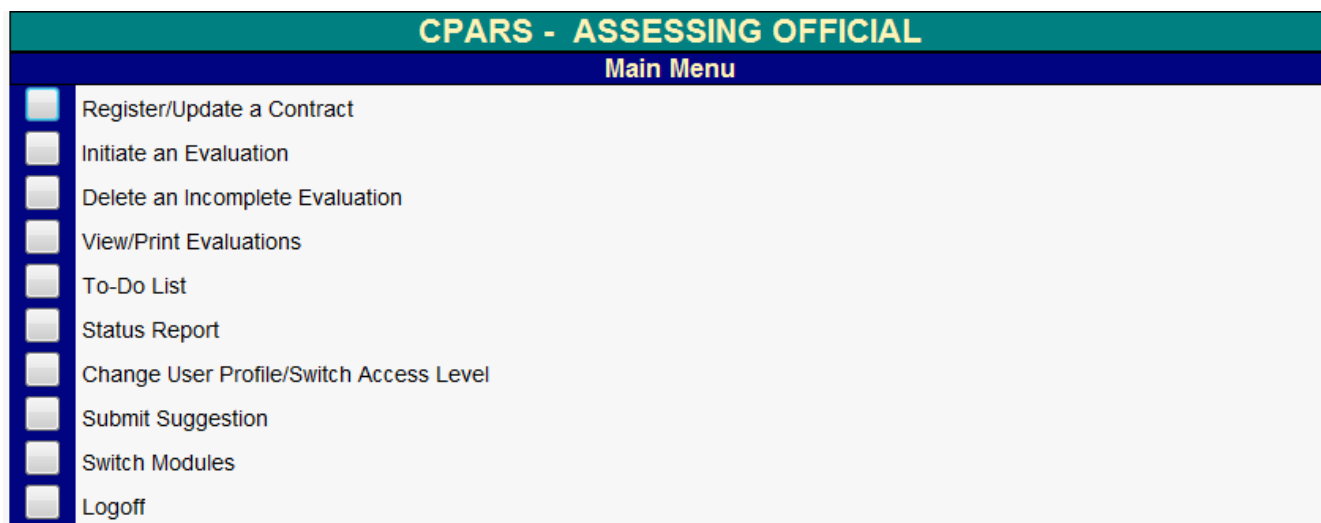 CPARS - ASSESSING OFFICIAL
Main Menu
Register/Update a Contract
Initiate an Evaluation
Delete an Incomplete Evaluation
View/Print Evaluations
To-Do List
Status Report
Change User Profile/Switch Access Level
Submit Suggestion
Switch Modules
Logoff